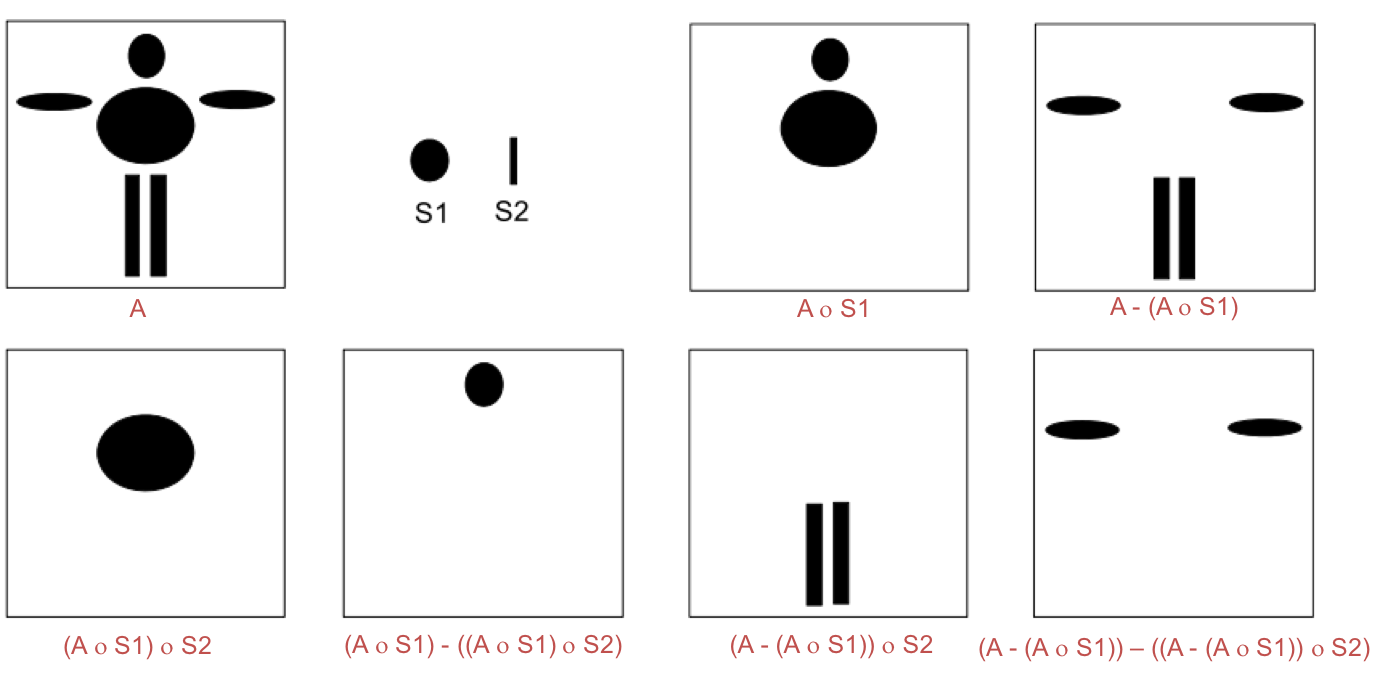 S1
S2
A
A o S1
A - (A o S1)
(A o S1) o S2
(A o S1) - ((A o S1) o S2)
(A - (A o S1)) o S2
(A - (A o S1)) – ((A - (A o S1)) o S2)